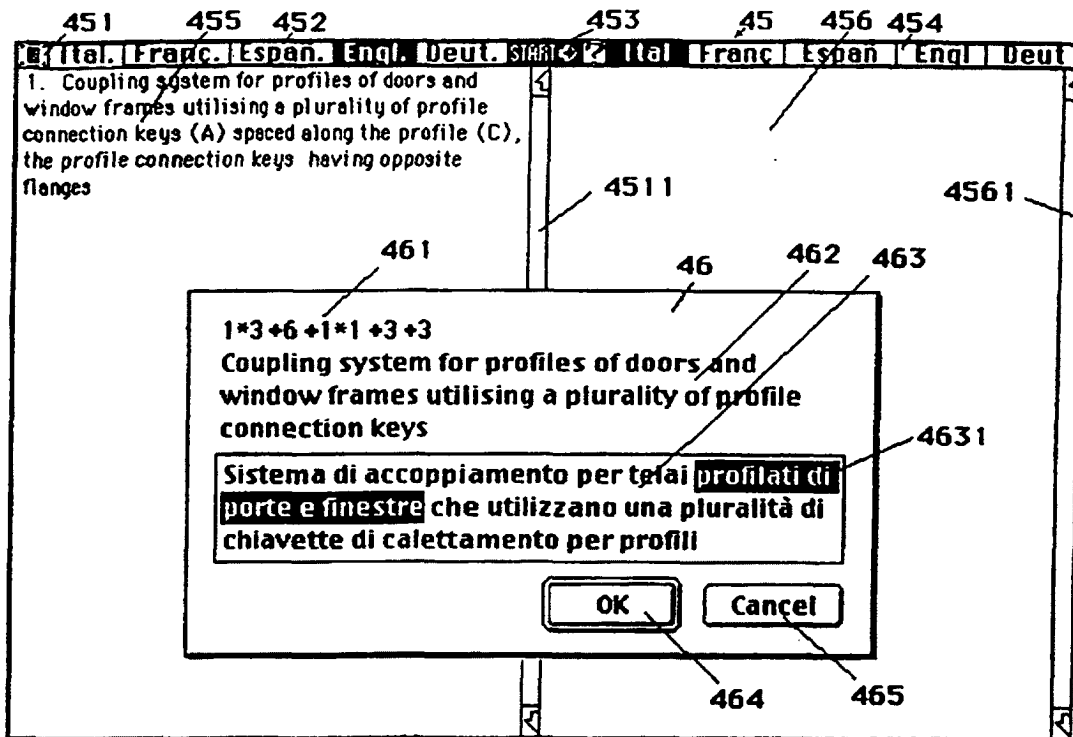 451 455 452 453 45 456 454
Ital. Franç. Españ. Engl. Deut. START ? Ital Franç Español Engl Deut
1. Coupling system for profiles of doors and
window frames utilising a plurality of profile
connection keys (A) spaced along the profile (C),
the profile connection keys having opposite
flanges
4511 4561
461 46 462 463
1*3+6+1*1+3+3
Coupling system for profiles of doors and
window frames utilising a plurality of profile
connection keys
4631
Sistema di accoppiamento per telai profilati di
porte e finestre che utilizzano una pluralità di
chiavette di calettamento per profili
OK Cancel
464 465